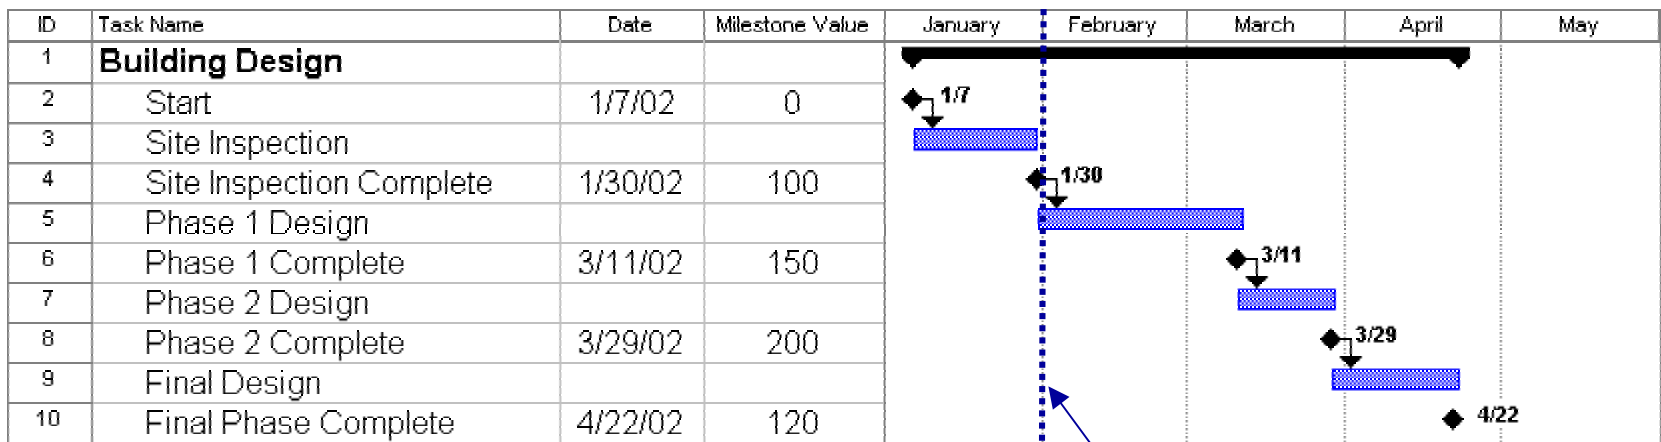 ID Task Name Date Milestone Value January February March April May
1 Building Design
2 Start 1/7/02 0 1/7
3 Site Inspection
4 Site Inspection Complete 1/30/02 100 1/30
5 Phase 1 Design
6 Phase 1 Complete 3/11/02 150 3/11
7 Phase 2 Design
8 Phase 2 Complete 3/29/02 200 3/29
9 Final Design
10 Final Phase Complete 4/22/02 120 4/22